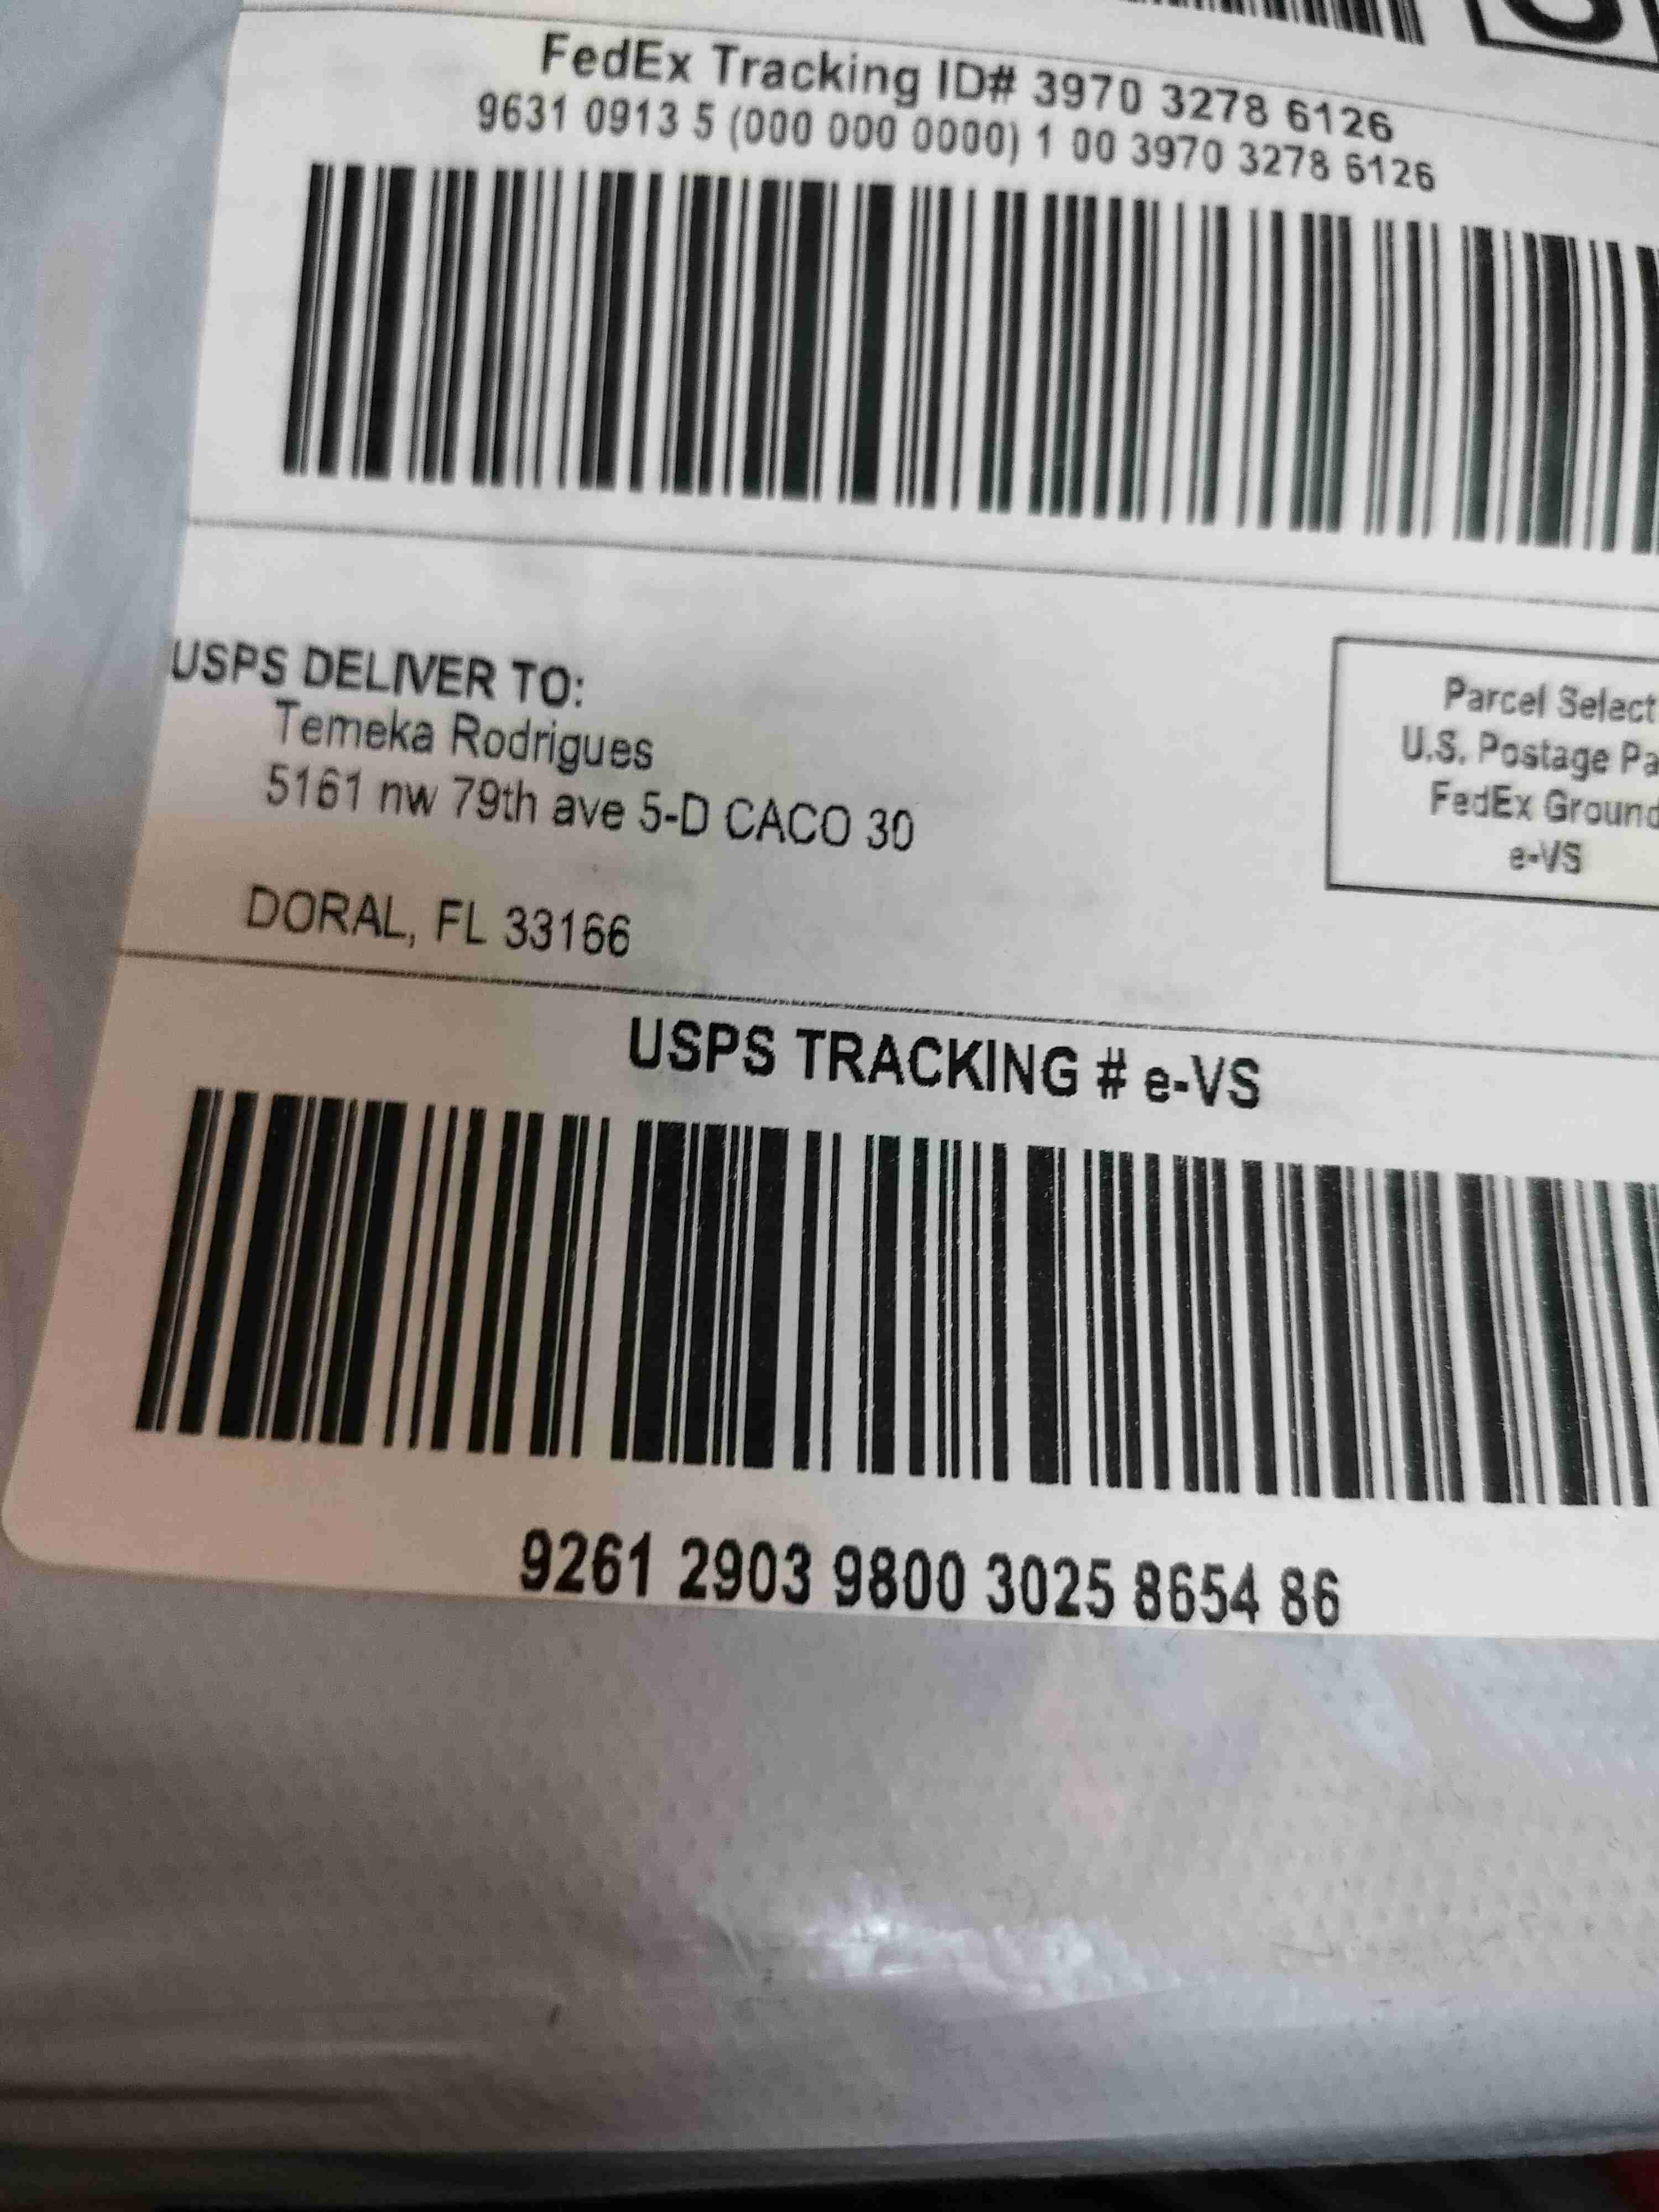 FedEx Tracking ID# 3970 3278 6126
9631 0913 5 (000 000 0000) 1 00 3970 3278 6126
USPS DELIVER TO:
Temeka Rodrigues
5161 nw 79th ave 5-D CACO 30
DORAL, FL 33166
Parcel Select
U.S. Postage Pa
FedEx Ground
e-VS
USPS TRACKING # e-VS
9261 2903 9800 3025 8654 86